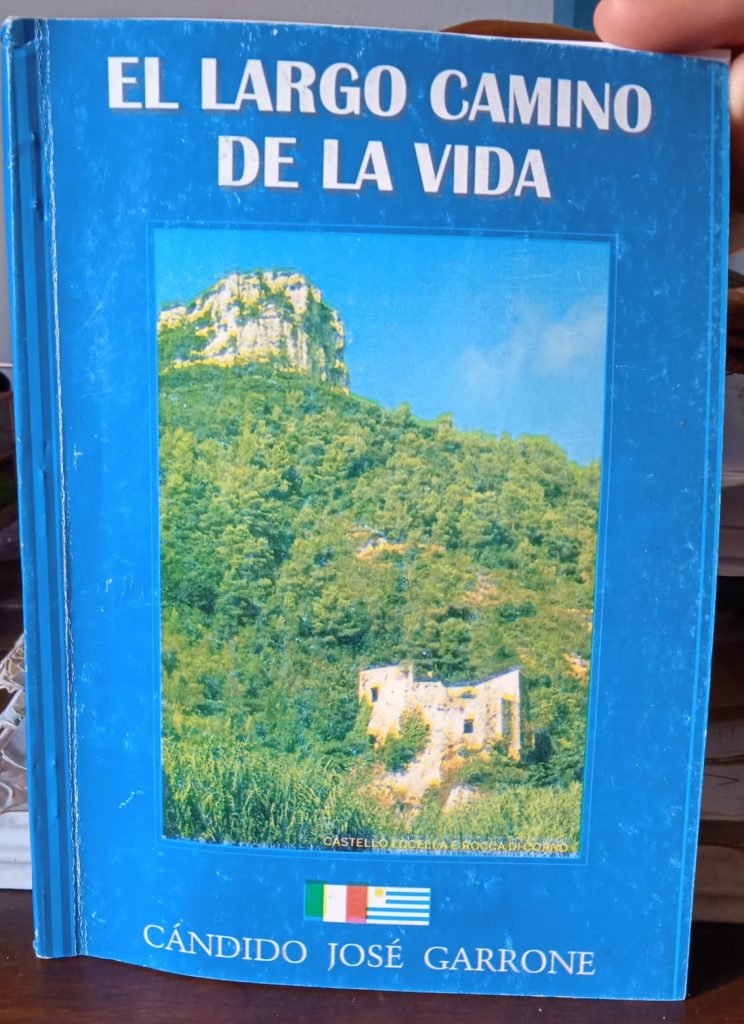 EL LARGO CAMINO
DE LA VIDA
CASTELLO LOCELLA E ROCCA DI CORNO
CÁNDIDO JOSÉ GARRONE